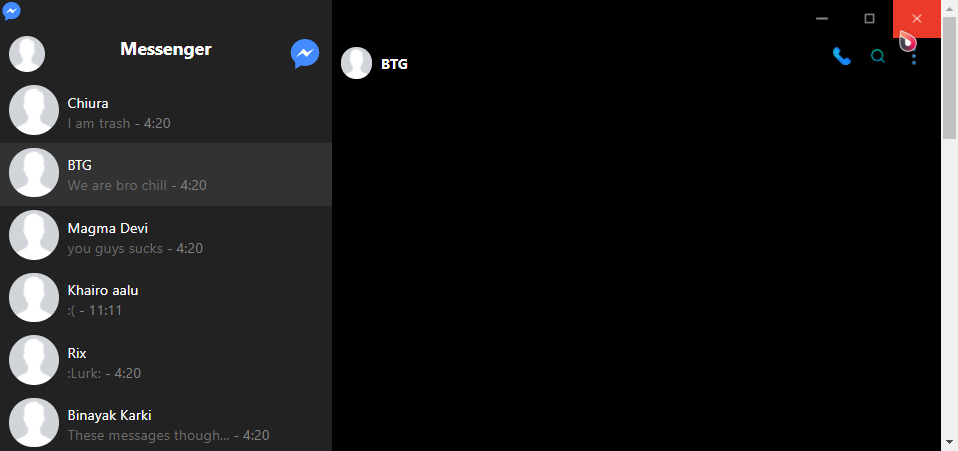 Messenger
Chiura
I am trash - 4:20
BTG
We are bro chill - 4:20
Magma Devi
you guys sucks - 4:20
Khairo aalu
:( - 11:11
Rix
:Lurk: - 4:20
Binayak Karki
These messages though... - 4:20
BTG